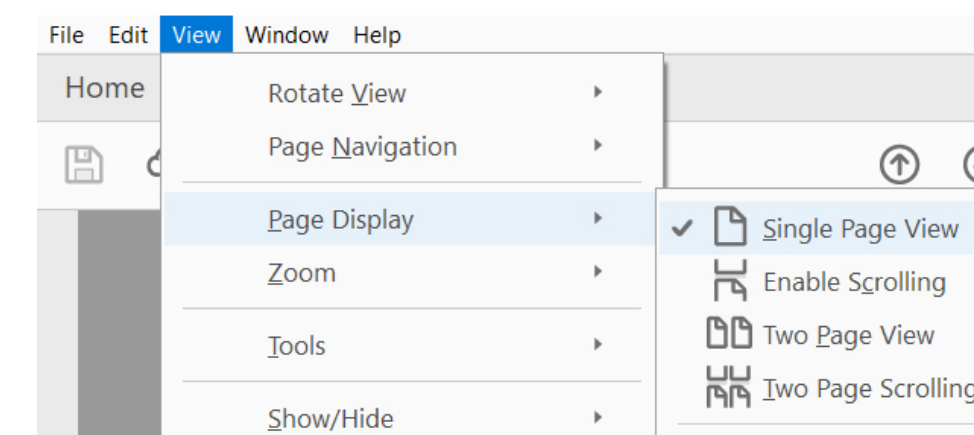 File Edit View Window Help
Home
Rotate View
Page Navigation
Page Display
Single Page View
Zoom
Enable Scrolling
Two Page View
Tools
Two Page Scrolling
Show/Hide